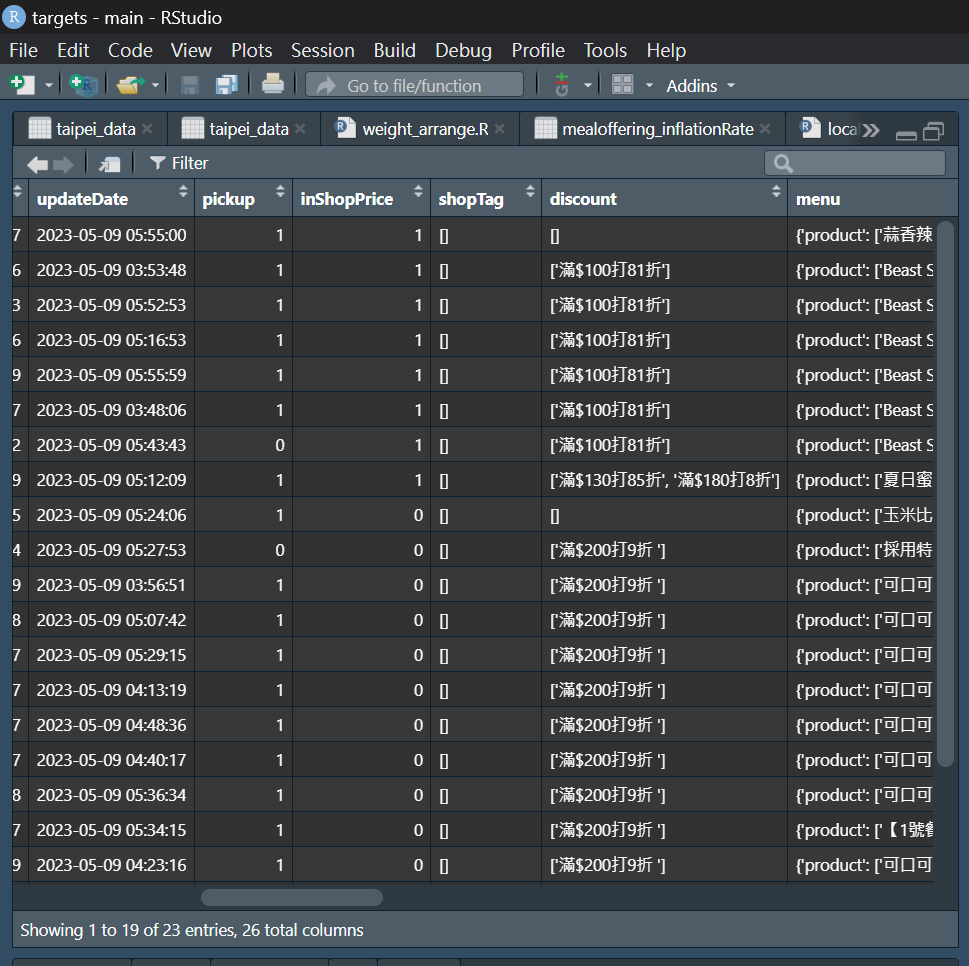 R targets - main - RStudio
File Edit Code View Plots Session Build Debug Profile Tools Help
Go to file/function Addins
taipei_data taipei_data weight_arrange.R mealoffering_inflationRate loca
Filter
updateDate pickup inShopPrice shopTag discount menu
7 2023-05-09 05:55:00 1 1 [] [] {'product': ['蒜香辣
6 2023-05-09 03:53:48 1 1 [] ['滿$100打81折'] {'product': ['Beast S
3 2023-05-09 05:52:53 1 1 [] ['滿$100打81折'] {'product': ['Beast S
6 2023-05-09 05:16:53 1 1 [] ['滿$100打81折'] {'product': ['Beast S
9 2023-05-09 05:55:59 1 1 [] ['滿$100打81折'] {'product': ['Beast S
7 2023-05-09 03:48:06 1 1 [] ['滿$100打81折'] {'product': ['Beast S
2 2023-05-09 05:43:43 0 1 [] ['滿$100打81折'] {'product': ['Beast S
9 2023-05-09 05:12:09 1 1 [] ['滿$130打85折', '滿$180打8折'] {'product': ['夏日蜜
5 2023-05-09 05:24:06 1 0 [] [] {'product': ['玉米比
4 2023-05-09 05:27:53 0 0 [] ['滿$200打9折 '] {'product': ['採用特
9 2023-05-09 03:56:51 1 0 [] ['滿$200打9折 '] {'product': ['可口可
8 2023-05-09 05:07:42 1 0 [] ['滿$200打9折 '] {'product': ['可口可
7 2023-05-09 05:29:15 1 0 [] ['滿$200打9折 '] {'product': ['可口可
7 2023-05-09 04:13:19 1 0 [] ['滿$200打9折 '] {'product': ['可口可
7 2023-05-09 04:48:36 1 0 [] ['滿$200打9折 '] {'product': ['可口可
7 2023-05-09 04:40:17 1 0 [] ['滿$200打9折 '] {'product': ['可口可
8 2023-05-09 05:36:34 1 0 [] ['滿$200打9折 '] {'product': ['可口可
7 2023-05-09 05:34:15 1 0 [] ['滿$200打9折 '] {'product': ['【1號餐
9 2023-05-09 04:23:16 1 0 [] ['滿$200打9折 '] {'product': ['可口可
Showing 1 to 19 of 23 entries, 26 total columns